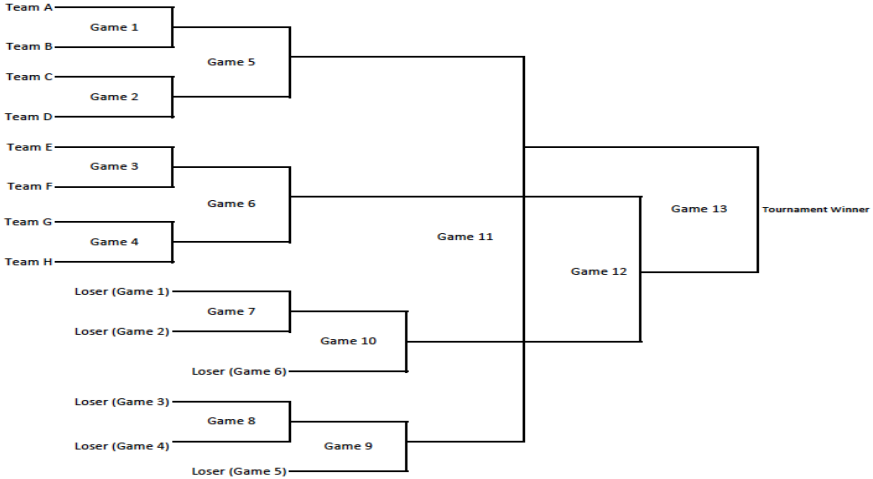 Team A
Game 1
Team B
Game 5
Team C
Game 2
Team D
Team E
Game 3
Team F
Game 6
Team G
Game 4
Team H
Game 11
Game 12
Game 13
Tournament Winner
Loser (Game 1)
Game 7
Loser (Game 2)
Game 10
Loser (Game 6)
Loser (Game 3)
Game 8
Loser (Game 4)
Game 9
Loser (Game 5)